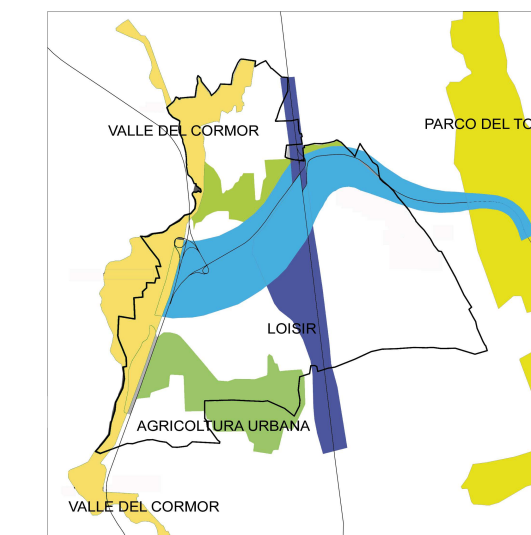 VALLE DEL CORMOR
PARCO DEL TO
LOISIR
AGRICOLTURA URBANA
VALLE DEL CORMOR